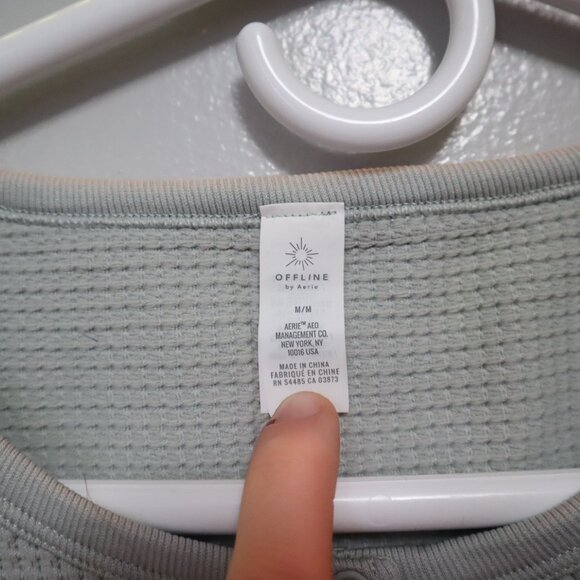 OFFLINE
by Aerie
M/M
AERIE™ AEO
MANAGEMENT CO.
NEW YORK, NY
10016 USA
MADE IN CHINA
FABRIQUÉ EN CHINE
RN 54485 CA 03873